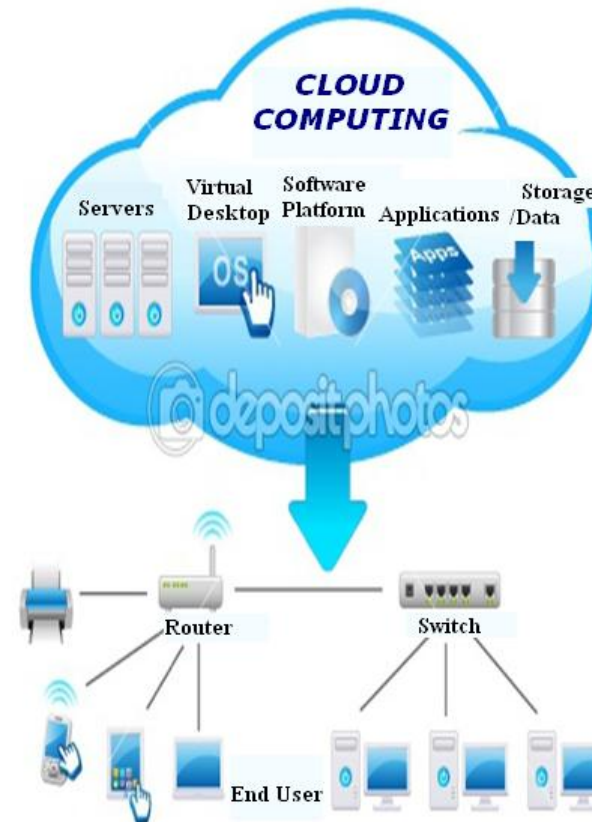 CLOUD
COMPUTING
Servers
Virtual
Desktop
Software
Platform
Applications
Storage
/Data
OS
Apps
depositphotos
Router
Switch
End User